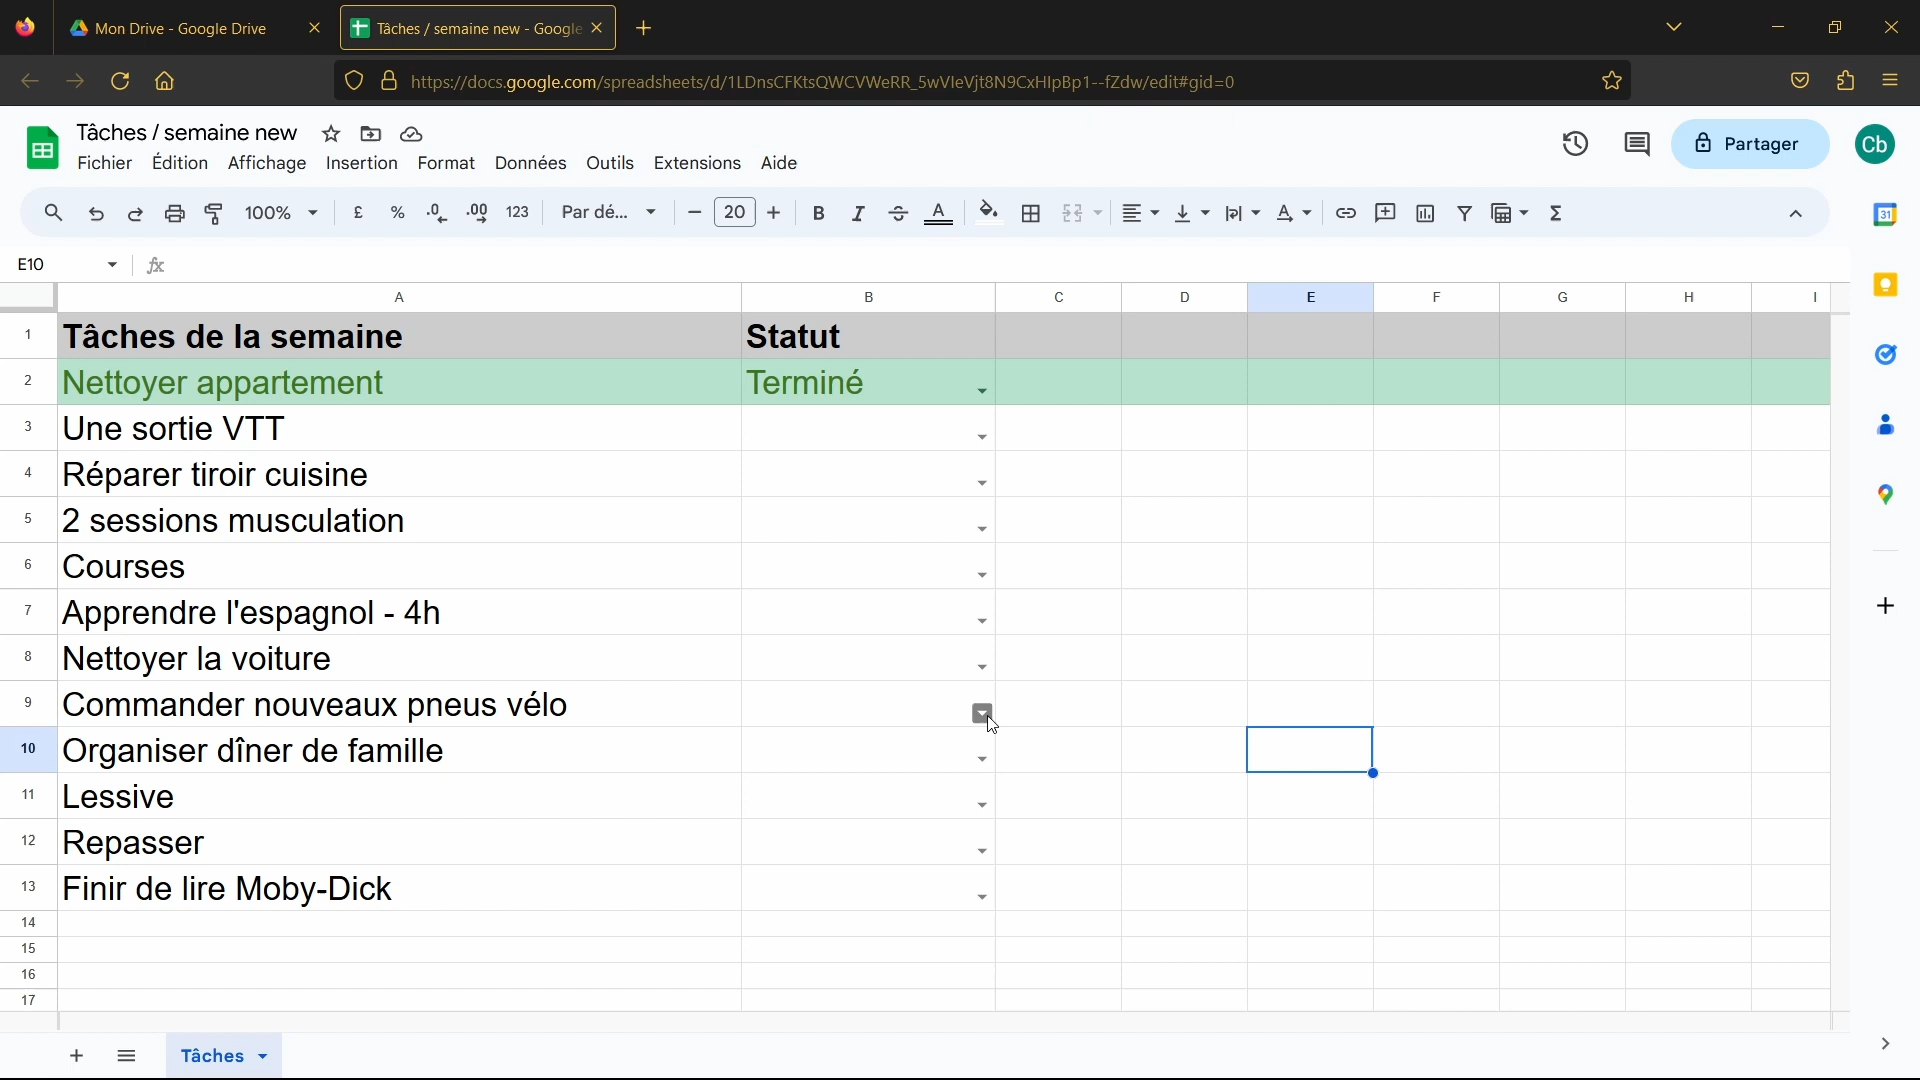 Mon Drive - Google Drive
Tâches / semaine new - Google
https://docs.google.com/spreadsheets/d/1LDnsCFKtsQWCVWeRR_5wVIeVjt8N9CxHIpBp1--fZdw/edit#gid=0
Tâches / semaine new
Fichier Édition Affichage Insertion Format Données Outils Extensions Aide
Partager
Cb
100% £ % .0 .00 123 Par dé... 20 B I A
31
E10 fx
A B C D E F G H I
1 Tâches de la semaine Statut
2 Nettoyer appartement Terminé
3 Une sortie VTT
4 Réparer tiroir cuisine
5 2 sessions musculation
6 Courses
7 Apprendre l'espagnol - 4h
8 Nettoyer la voiture
9 Commander nouveaux pneus vélo
10 Organiser dîner de famille
11 Lessive
12 Repasser
13 Finir de lire Moby-Dick
14
15
16
17
Tâches